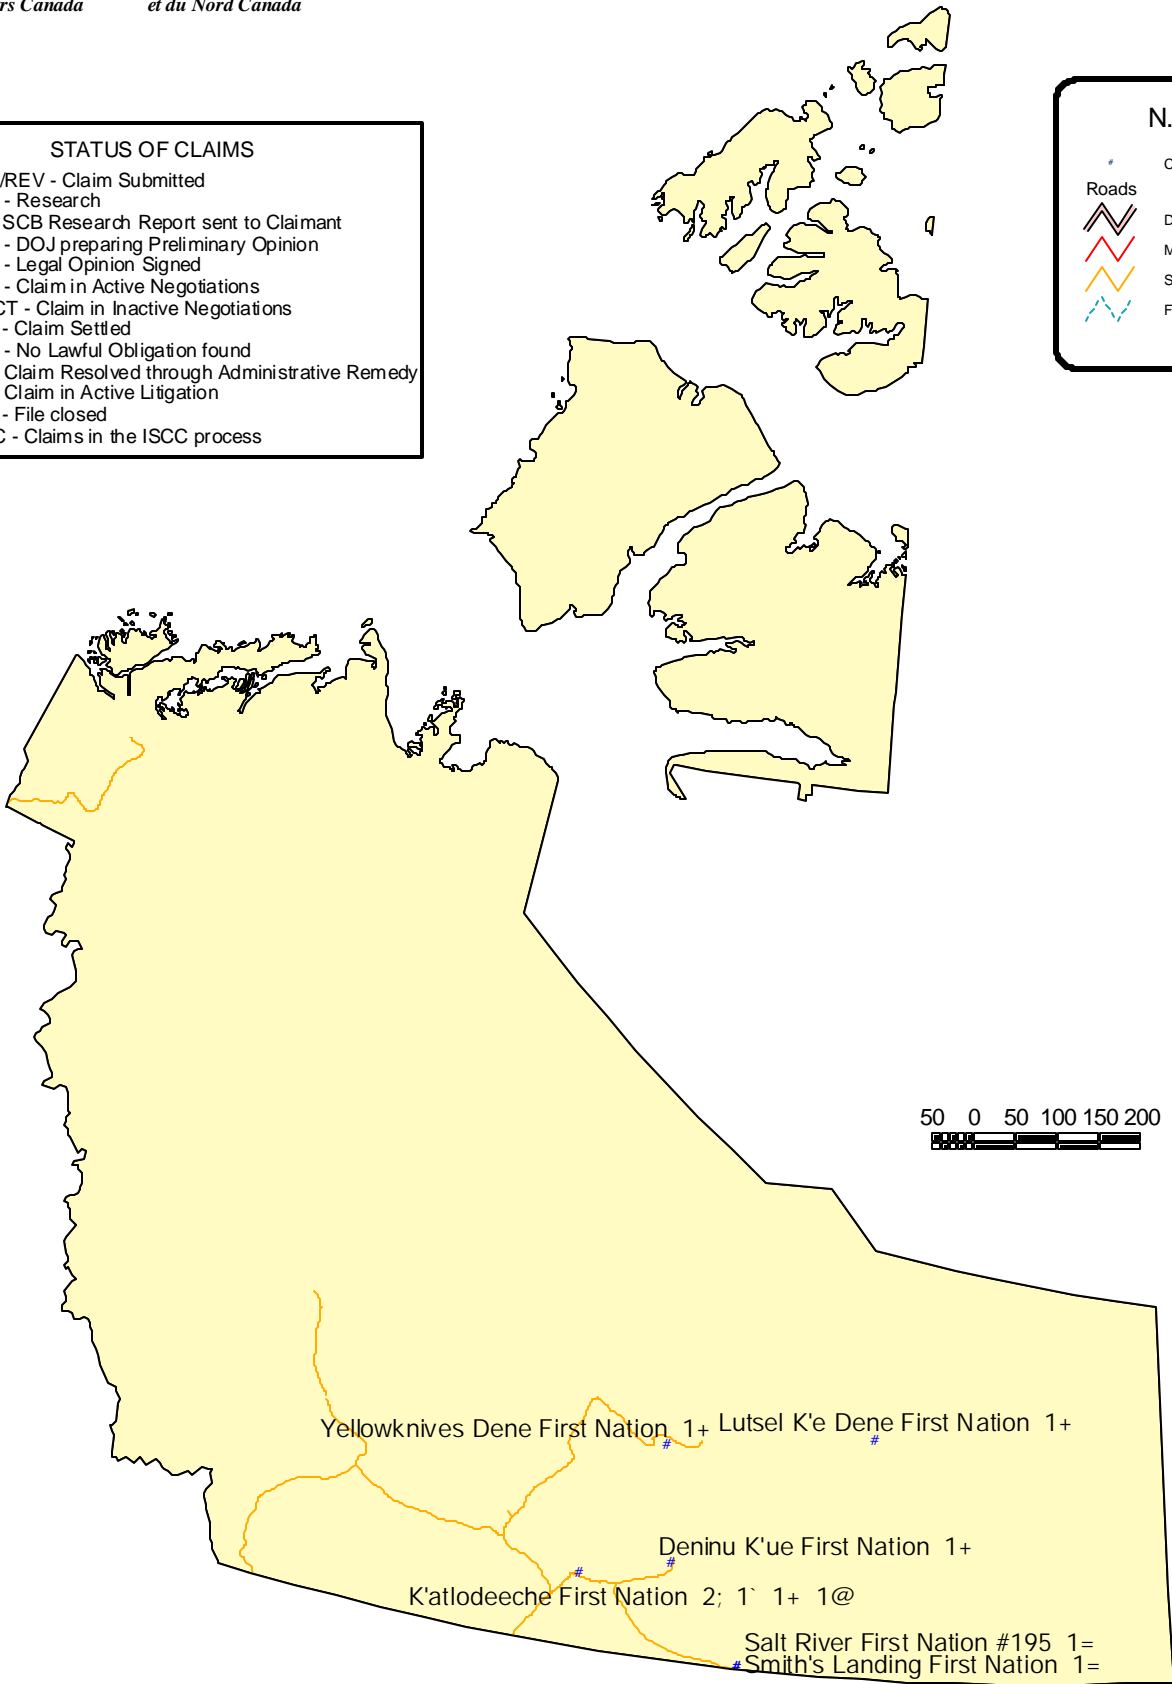 rs Canada et du Nord Canada
STATUS OF CLAIMS
/REV - Claim Submitted
- Research
SCB Research Report sent to Claimant
- DOJ preparing Preliminary Opinion
- Legal Opinion Signed
- Claim in Active Negotiations
CT - Claim in Inactive Negotiations
- Claim Settled
- No Lawful Obligation found
Claim Resolved through Administrative Remedy
Claim in Active Litigation
- File closed
C - Claims in the ISCC process
N.
# C
Roads
D
M
S
F
50 0 50 100 150 200
Yellowknives Dene First Nation 1+
Lutsel K'e Dene First Nation 1+
#
#
Deninu K'ue First Nation 1+
#
#
K'atlodeeche First Nation 2; 1` 1+ 1@
Salt River First Nation #195 1=
# Smith's Landing First Nation 1=